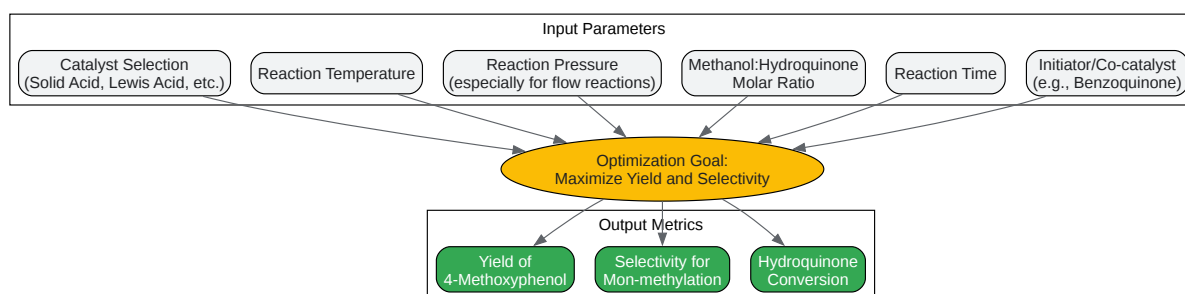 Input Parameters
Catalyst Selection
(Solid Acid, Lewis Acid, etc.)
Reaction Temperature
Reaction Pressure
(especially for flow reactions)
Methanol:Hydroquinone
Molar Ratio
Reaction Time
Initiator/Co-catalyst
(e.g., Benzoquinone)
Optimization Goal:
Maximize Yield and Selectivity
Output Metrics
Yield of
4-Methoxyphenol
Selectivity for
Mon-methylation
Hydroquinone
Conversion